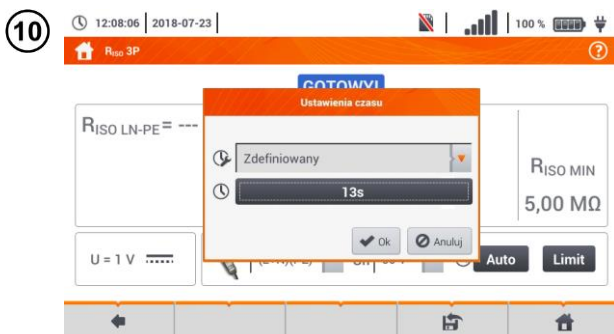 10
12:08:06 2018-07-23 100 %
RISO 3P ?
GOTOWY!
Ustawienia czasu
RISO LN-PE= ---
Zdefiniowany
13s
RISO MIN
5,00 MΩ
Ok Anuluj
U = 1 V Auto Limit